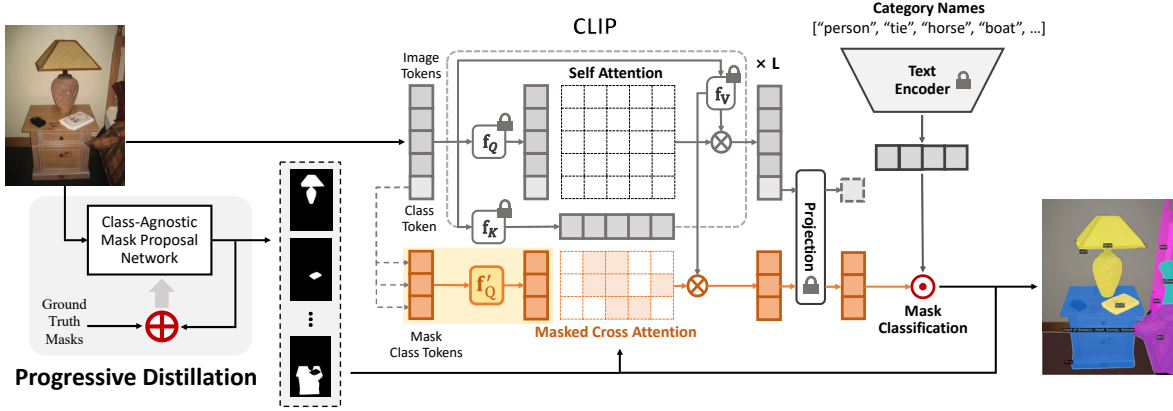 CLIP
Category Names
["person", "tie", "horse", "boat", …]
Image
Tokens
Self Attention
× L
Text
Encoder
f_V
f_Q
Class
Token
f_K
Projection
Class-Agnostic
Mask Proposal
Network
f′_Q
Ground
Truth
Masks
...
Mask
Class Tokens
Masked Cross Attention
Mask
Classification
Progressive Distillation